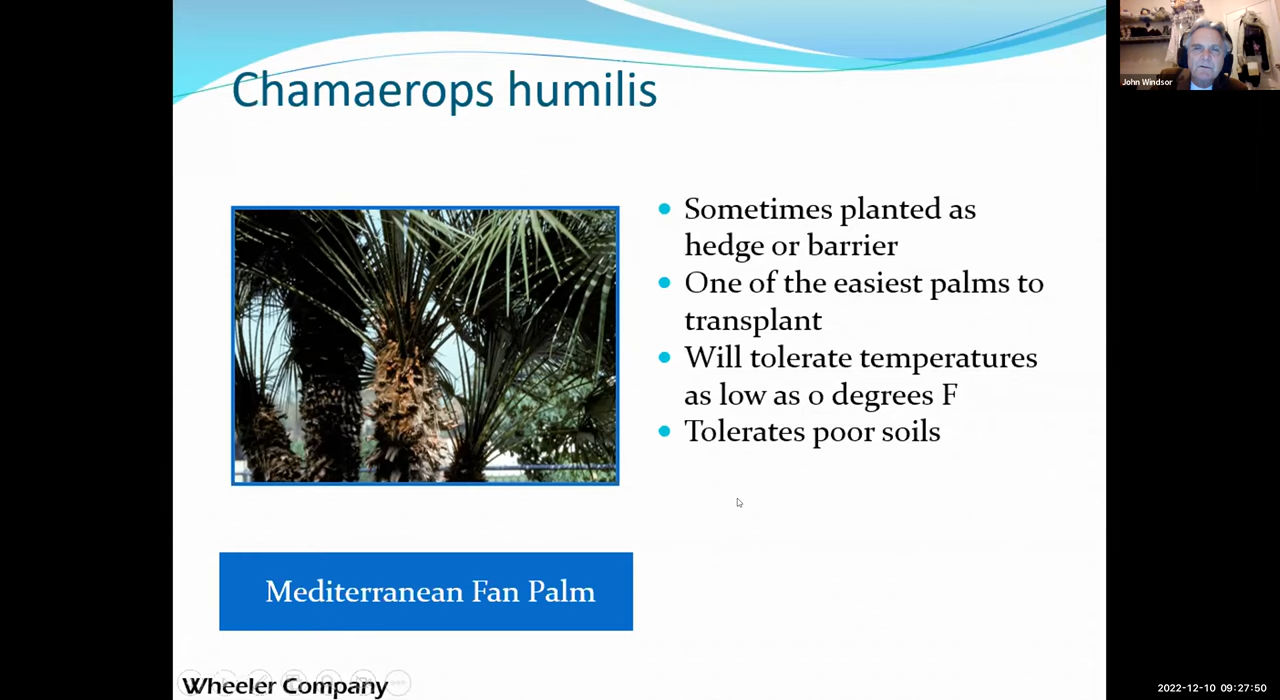 John Windsor
Chamaerops humilis
Sometimes planted as
hedge or barrier
One of the easiest palms to
transplant
Will tolerate temperatures
as low as 0 degrees F
Tolerates poor soils
Mediterranean Fan Palm
Wheeler Company
2022-12-10 09:27:50